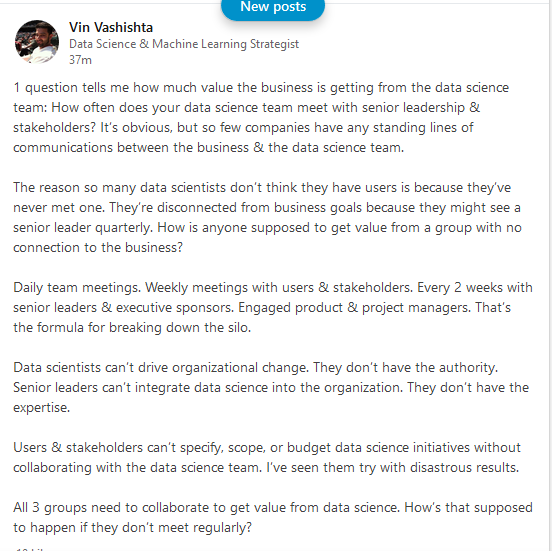 New posts
Vin Vashishta
Data Science & Machine Learning Strategist
37m
1 question tells me how much value the business is getting from the data science
team: How often does your data science team meet with senior leadership &
stakeholders? It's obvious, but so few companies have any standing lines of
communications between the business & the data science team.
The reason so many data scientists don't think they have users is because they've
never met one. They're disconnected from business goals because they might see a
senior leader quarterly. How is anyone supposed to get value from a group with no
connection to the business?
Daily team meetings. Weekly meetings with users & stakeholders. Every 2 weeks with
senior leaders & executive sponsors. Engaged product & project managers. That's
the formula for breaking down the silo.
Data scientists can't drive organizational change. They don't have the authority.
Senior leaders can't integrate data science into the organization. They don't have the
expertise.
Users & stakeholders can't specify, scope, or budget data science initiatives without
collaborating with the data science team. I've seen them try with disastrous results.
All 3 groups need to collaborate to get value from data science. How's that supposed
to happen if they don't meet regularly?